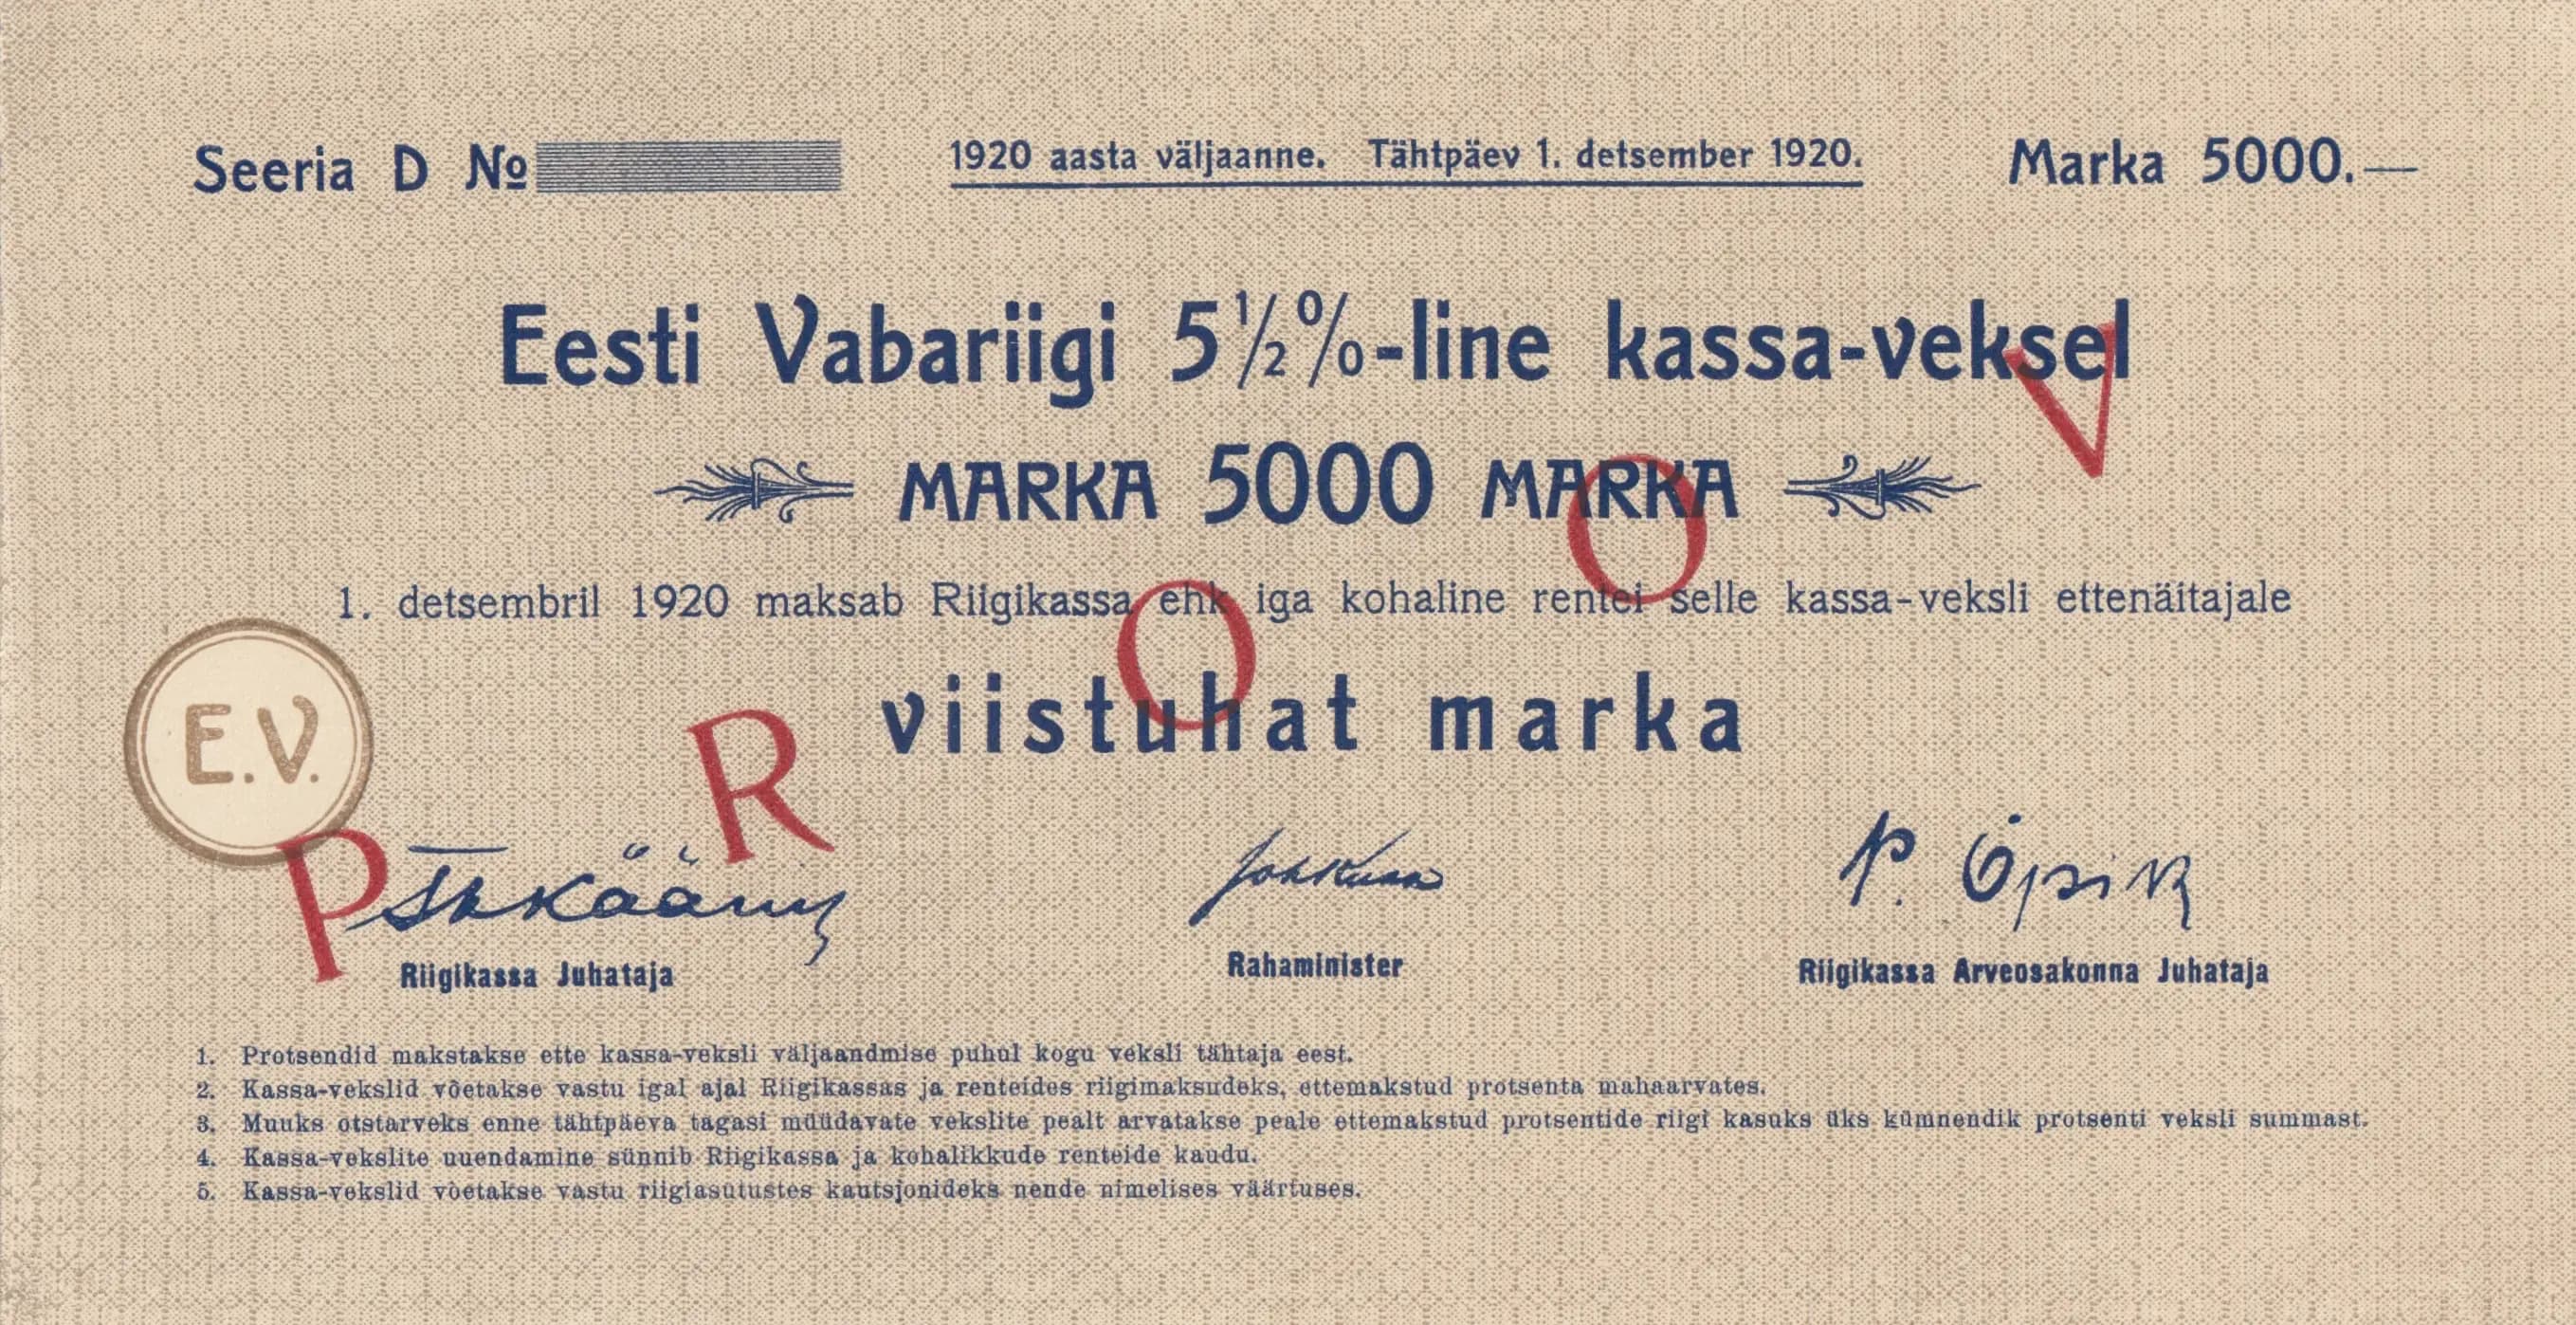 Seeria D № 1920 aasta väljaanne. Tähtpäev 1. detsember 1920. Marka 5000.—
Eesti Vabariigi 5½%-line kassa-veksel
MARKA 5000 MARKA
1. detsembril 1920 maksab Riigikassa ehk iga kohaline rentei selle kassa-veksli ettenäitajale
viistuhat marka
E.V.
PROOV
P. Öpik
Riigikassa Juhataja Rahaminister Riigikassa Arveosakonna Juhataja
1. Protsendid makstakse ette kassa-veksli väljaandmise puhul kogu veksli tähtaja eest.
2. Kassa-vekslid võetakse vastu igal ajal Riigikassas ja renteides riigimaksudeks, ettemakstud protsenta mahaarvates.
3. Muuks otstarveks enne tähtpäeva tagasi müüdavate vekslite pealt arvatakse peale ettemakstud protsentide riigi kasuks üks kümnendik protsenti veksli summast.
4. Kassa-vekslite uuendamine sünnib Riigikassa ja kohalikkude renteide kaudu.
5. Kassa-vekslid võetakse vastu riigiasutustes kautsjonideks nende nimelises väärtuses.